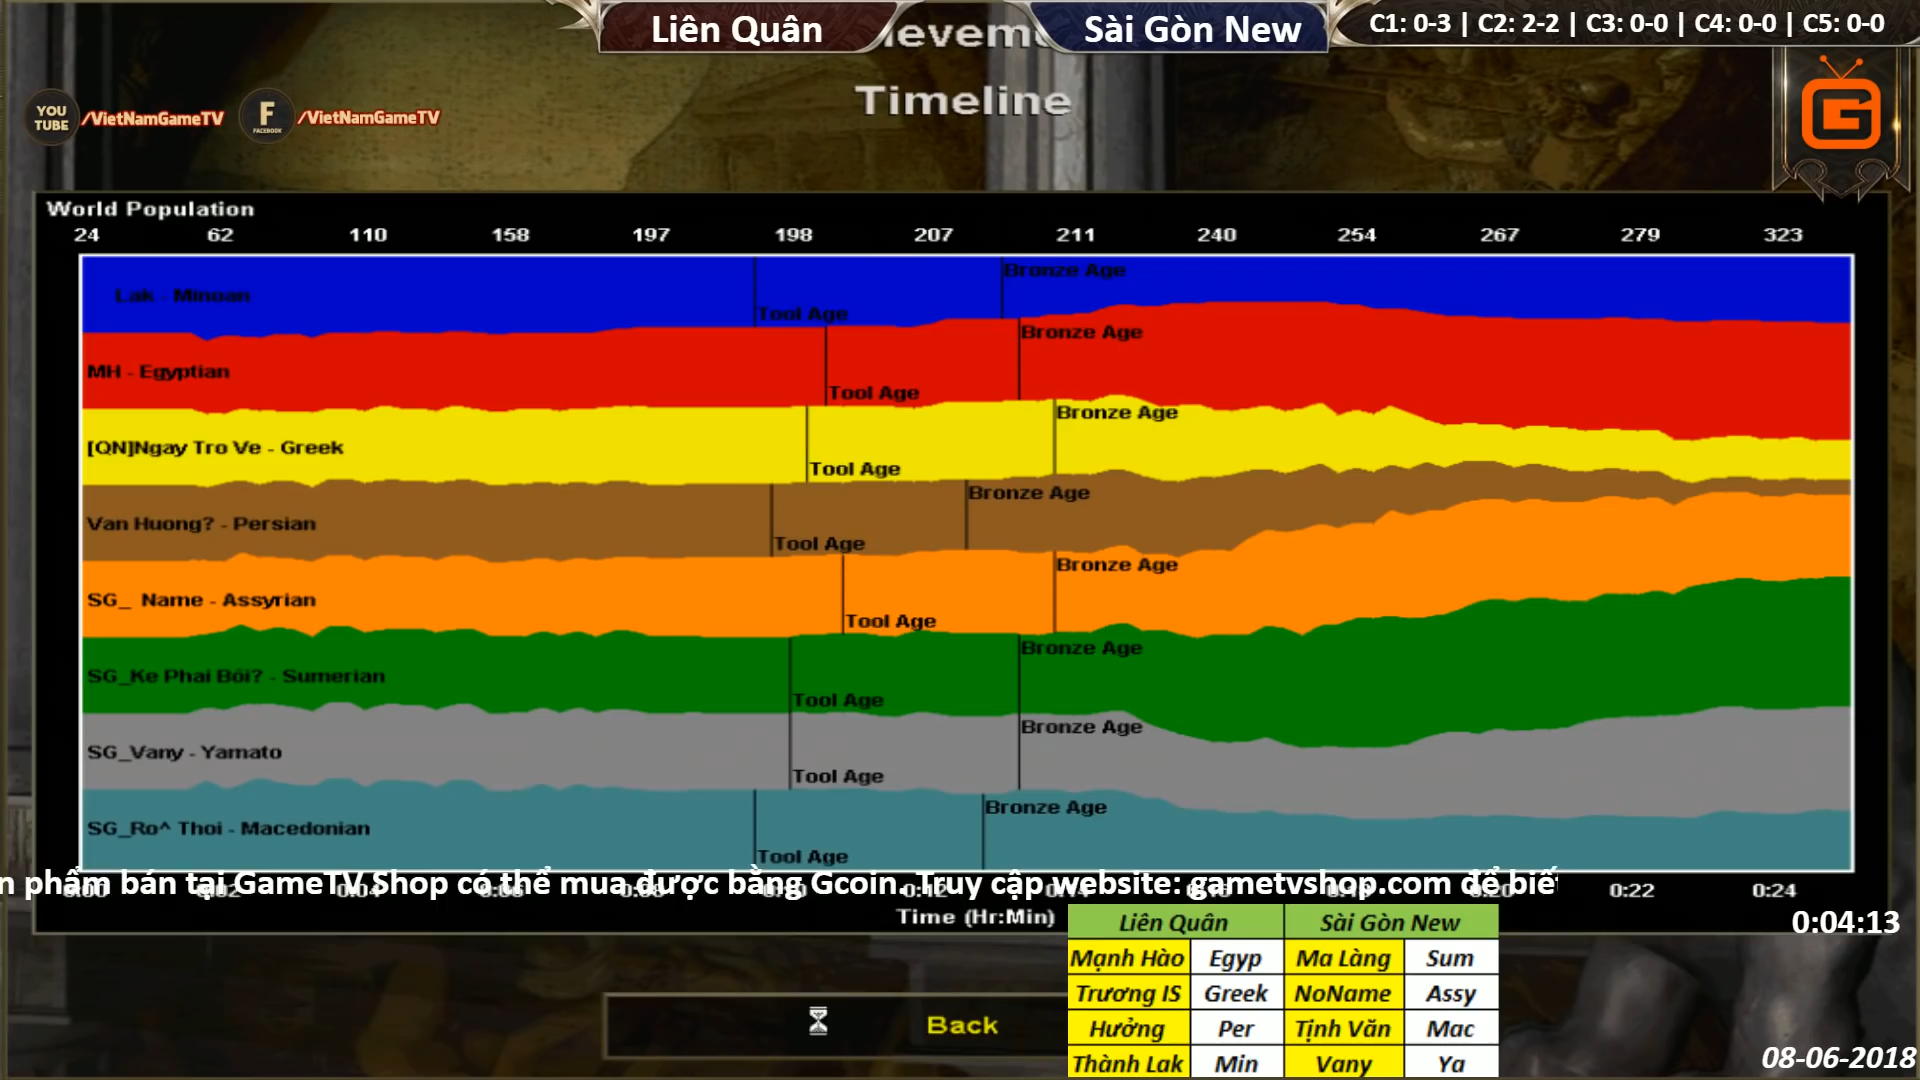 Liên Quân
Sài Gòn New
C1: 0-3 | C2: 2-2 | C3: 0-0 | C4: 0-0 | C5: 0-0
Timeline
YOU TUBE /VietNamGameTV
F FACEBOOK /VietNamGameTV
G
World Population
24 62 110 158 197 198 207 211 240 254 267 279 323
Lak - Minoan
Tool Age
Bronze Age
MH - Egyptian
Tool Age
Bronze Age
[QN]Ngay Tro Ve - Greek
Tool Age
Bronze Age
Van Huong? - Persian
Tool Age
Bronze Age
SG_ Name - Assyrian
Tool Age
Bronze Age
SG_Ke Phai Bôi? - Sumerian
Tool Age
Bronze Age
SG_Vany - Yamato
Tool Age
Bronze Age
SG_Ro^ Thoi - Macedonian
Tool Age
Bronze Age
phẩm bán tại GameTV Shop có thể mua được bằng Gcoin. Truy cập website: gametvshop.com để biết
0:22 0:24
Time (Hr:Min)
0:04:13
Liên Quân Sài Gòn New
Mạnh Hào Egyp Ma Làng Sum
Trương IS Greek NoName Assy
Hưởng Per Tịnh Văn Mac
Thành Lak Min Vany Ya
Back
08-06-2018